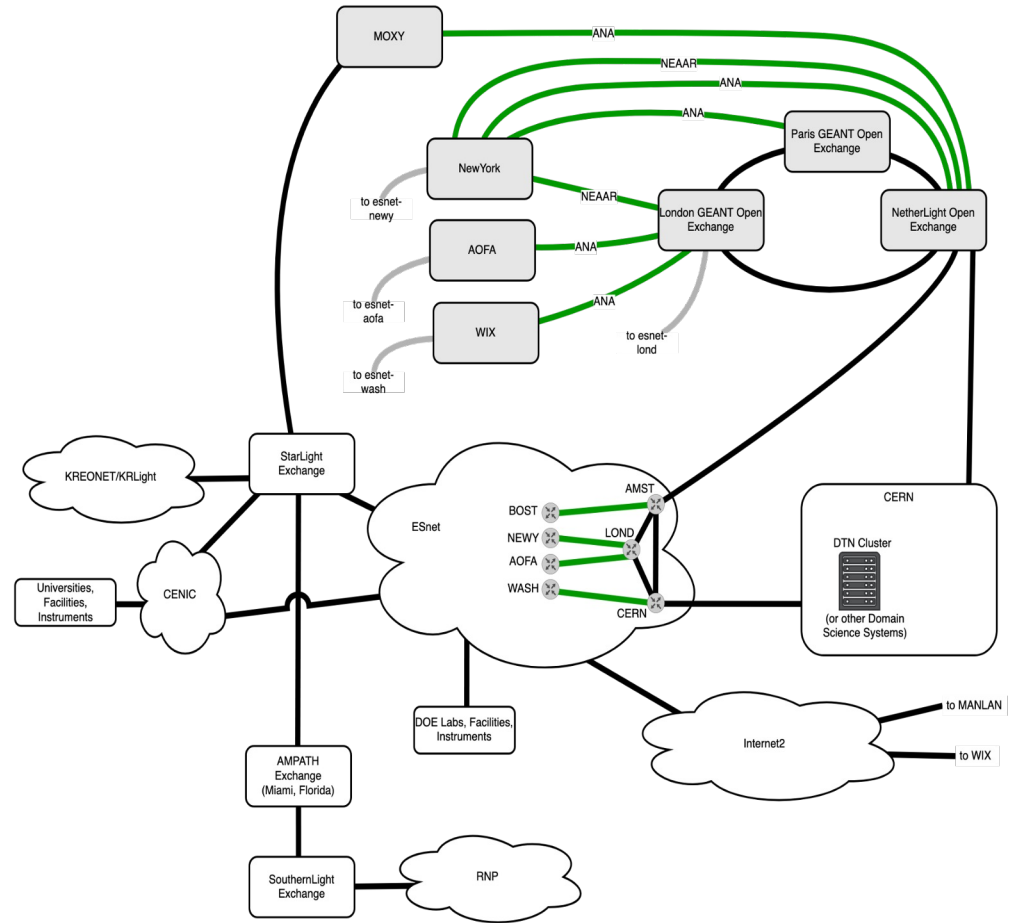 MOXY
ANA
NEAAR
ANA
ANA
Paris GEANT Open
Exchange
NewYork
to esnet-
newy
NEAAR
London GEANT Open
Exchange
NetherLight Open
Exchange
AOFA
ANA
to esnet-
aofa
ANA
WIX
to esnet-
lond
to esnet-
wash
StarLight
Exchange
KREONET/KRLight
ESnet
AMST
BOST
NEWY
LOND
AOFA
WASH
CERN
CERN
DTN Cluster
(or other Domain
Science Systems)
Universities,
Facilities,
Instruments
CENIC
DOE Labs, Facilities,
Instruments
Internet2
to MANLAN
to WIX
AMPATH
Exchange
(Miami, Florida)
SouthernLight
Exchange
RNP